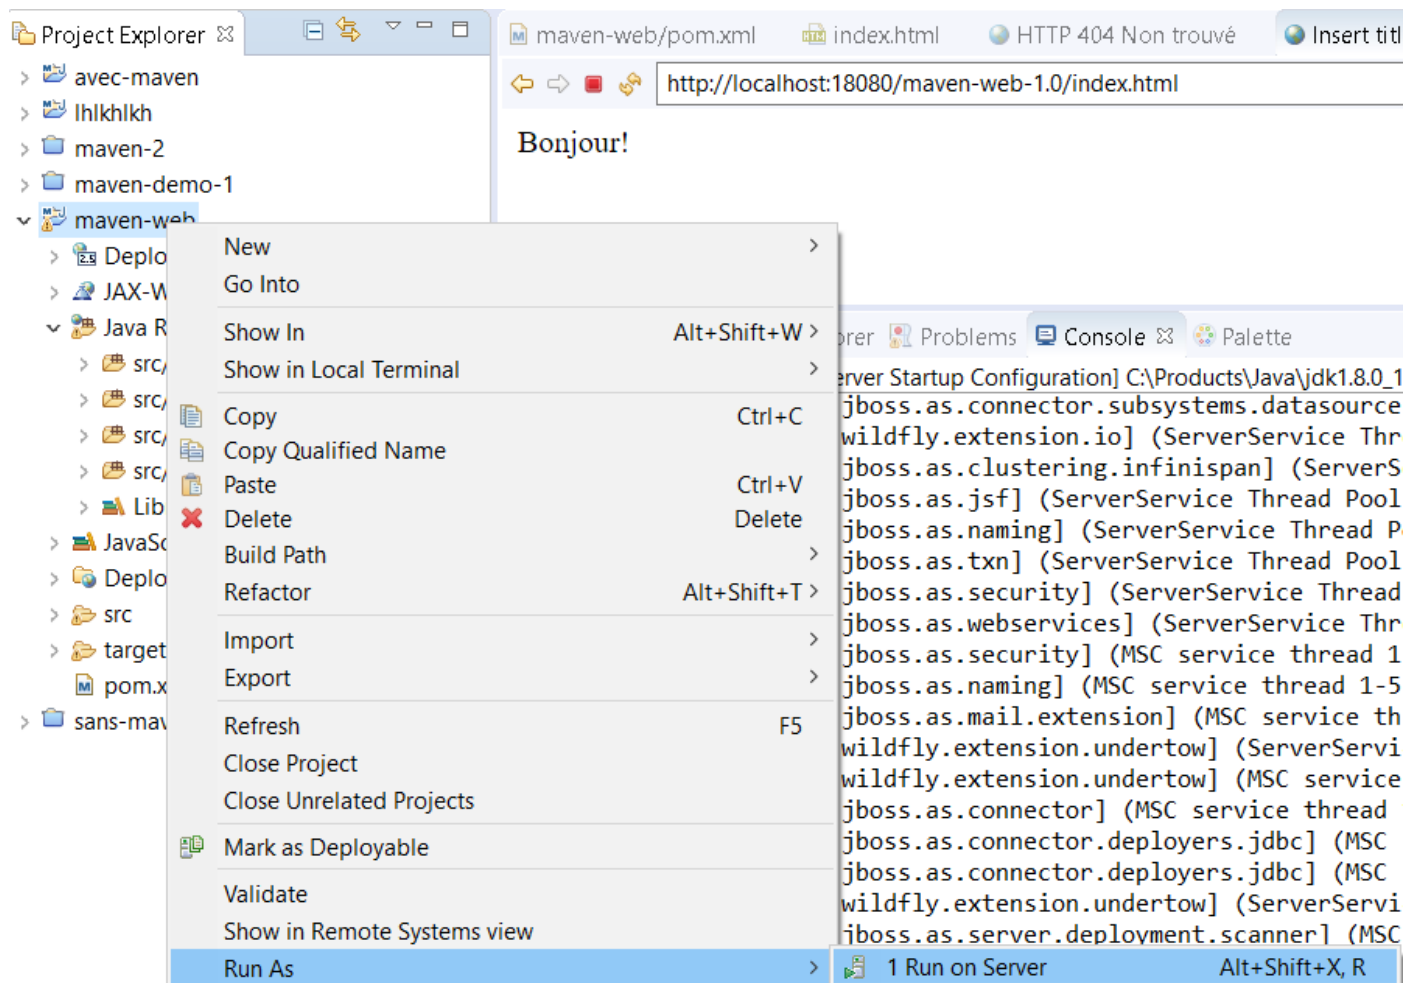 Project Explorer
avec-maven
lhlkhlkh
maven-2
maven-demo-1
maven-web
Deplo
JAX-W
Java R
src/
src/
src/
src/
Lib
JavaSc
Deplo
src
target
pom.x
sans-mav
New
Go Into
Show In Alt+Shift+W
Show in Local Terminal
Copy Ctrl+C
Copy Qualified Name
Paste Ctrl+V
Delete Delete
Build Path
Refactor Alt+Shift+T
Import
Export
Refresh F5
Close Project
Close Unrelated Projects
Mark as Deployable
Validate
Show in Remote Systems view
Run As
1 Run on Server Alt+Shift+X, R
maven-web/pom.xml index.html HTTP 404 Non trouvé Insert titl
http://localhost:18080/maven-web-1.0/index.html
Bonjour!
orer Problems Console Palette
erver Startup Configuration] C:\Products\Java\jdk1.8.0_1
jboss.as.connector.subsystems.datasource
wildfly.extension.io] (ServerService Thr
jboss.as.clustering.infinispan] (ServerS
jboss.as.jsf] (ServerService Thread Pool
jboss.as.naming] (ServerService Thread P
jboss.as.txn] (ServerService Thread Pool
jboss.as.security] (ServerService Thread
jboss.as.webservices] (ServerService Thr
jboss.as.security] (MSC service thread 1
jboss.as.naming] (MSC service thread 1-5
jboss.as.mail.extension] (MSC service th
wildfly.extension.undertow] (ServerServi
wildfly.extension.undertow] (MSC service
jboss.as.connector] (MSC service thread
jboss.as.connector.deployers.jdbc] (MSC
jboss.as.connector.deployers.jdbc] (MSC
wildfly.extension.undertow] (ServerServi
jboss.as.server.deployment.scanner] (MSC